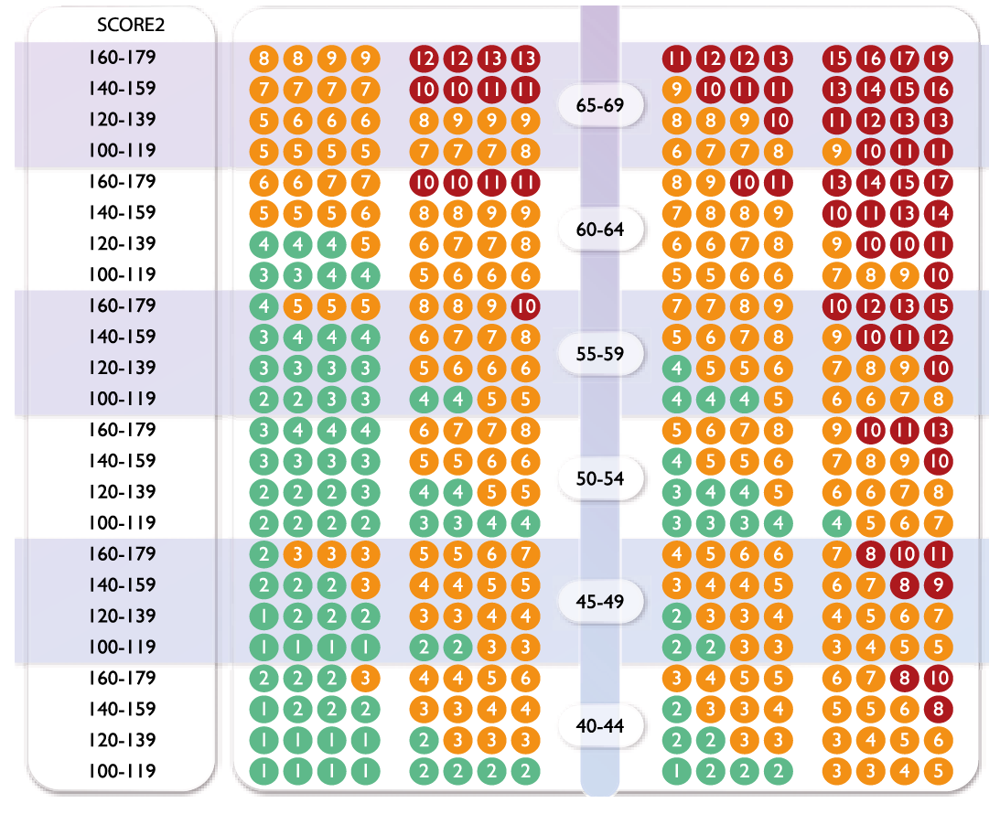 SCORE2
160-179 8 8 9 9 12 12 13 13 11 12 12 13 15 16 17 19
140-159 7 7 7 7 10 10 11 11 9 10 11 11 13 14 15 16
65-69
120-139 5 6 6 6 8 9 9 9 8 8 9 10 11 12 13 13
100-119 5 5 5 5 7 7 7 8 6 7 7 8 9 10 11 11
160-179 6 6 7 7 10 10 11 11 8 9 10 11 13 14 15 17
140-159 5 5 5 6 8 8 9 9 7 8 8 9 10 11 13 14
60-64
120-139 4 4 4 5 6 7 7 8 6 6 7 8 9 10 10 11
100-119 3 3 4 4 5 6 6 6 5 5 6 6 7 8 9 10
160-179 4 5 5 5 8 8 9 10 7 7 8 9 10 12 13 15
140-159 3 4 4 4 6 7 7 8 5 6 7 8 9 10 11 12
55-59
120-139 3 3 3 3 5 6 6 6 4 5 5 6 7 8 9 10
100-119 2 2 3 3 4 4 5 5 4 4 4 5 6 6 7 8
160-179 3 4 4 4 6 7 7 8 5 6 7 8 9 10 11 13
140-159 3 3 3 3 5 5 6 6 4 5 5 6 7 8 9 10
50-54
120-139 2 2 2 3 4 4 5 5 3 4 4 5 6 6 7 8
100-119 2 2 2 2 3 3 4 4 3 3 3 4 4 5 6 7
160-179 2 3 3 3 5 5 6 7 4 5 6 6 7 8 10 11
140-159 2 2 2 3 4 4 5 5 3 4 4 5 6 7 8 9
45-49
120-139 1 2 2 2 3 3 4 4 2 3 3 4 4 5 6 7
100-119 1 1 1 1 2 2 3 3 2 2 3 3 3 4 5 5
160-179 2 2 2 3 4 4 5 6 3 4 5 5 6 7 8 10
140-159 1 2 2 2 3 3 4 4 2 3 3 4 5 5 6 8
40-44
120-139 1 1 1 1 2 3 3 3 2 2 3 3 3 4 5 6
100-119 1 1 1 1 2 2 2 2 1 2 2 2 3 3 4 5